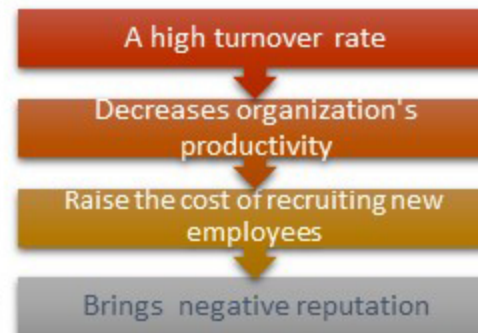 A high turnover rate
Decreases organization's
productivity
Raise the cost of recruiting new
employees
Brings negative reputation